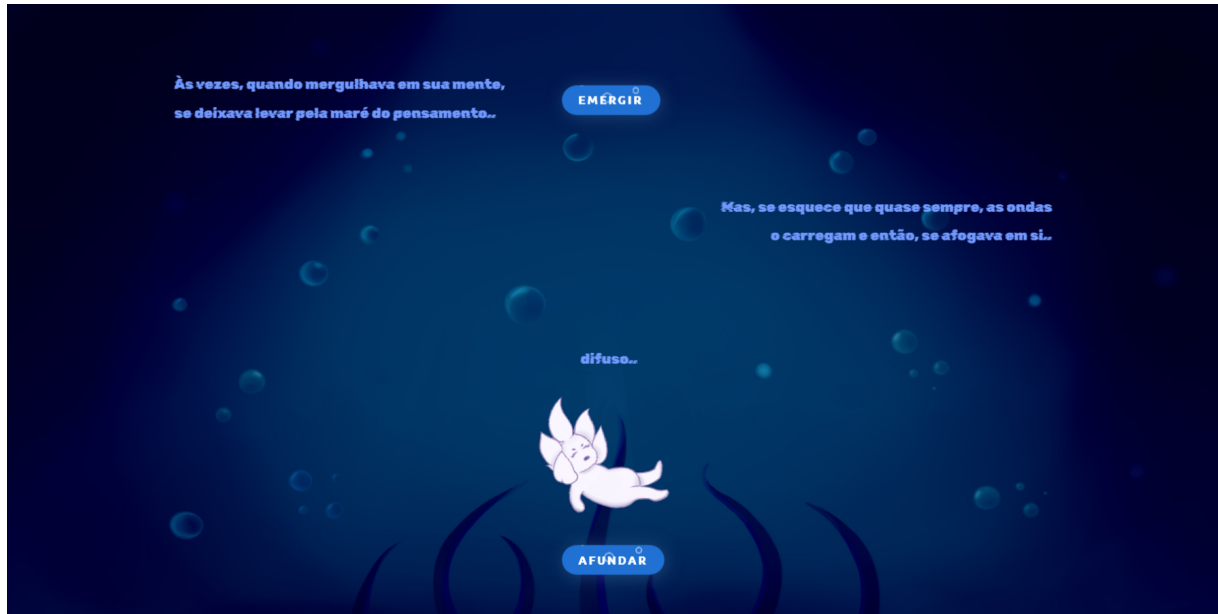 Às vezes, quando mergulhava em sua mente,
se deixava levar pela maré do pensamento..
EMERGIR
Mas, se esquece que quase sempre, as ondas
o carregam e então, se afogava em si..
difuso..
AFUNDAR